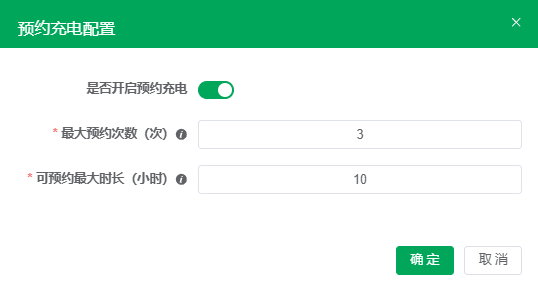 预约充电配置
是否开启预约充电
* 最大预约次数（次） 3
* 可预约最大时长（小时） 10
确定 取消